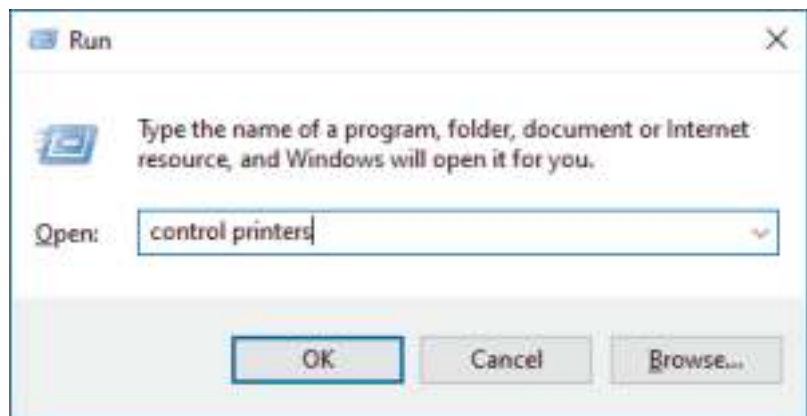 Run
Type the name of a program, folder, document or Internet
resource, and Windows will open it for you.
Open: control printers
OK Cancel Browse...